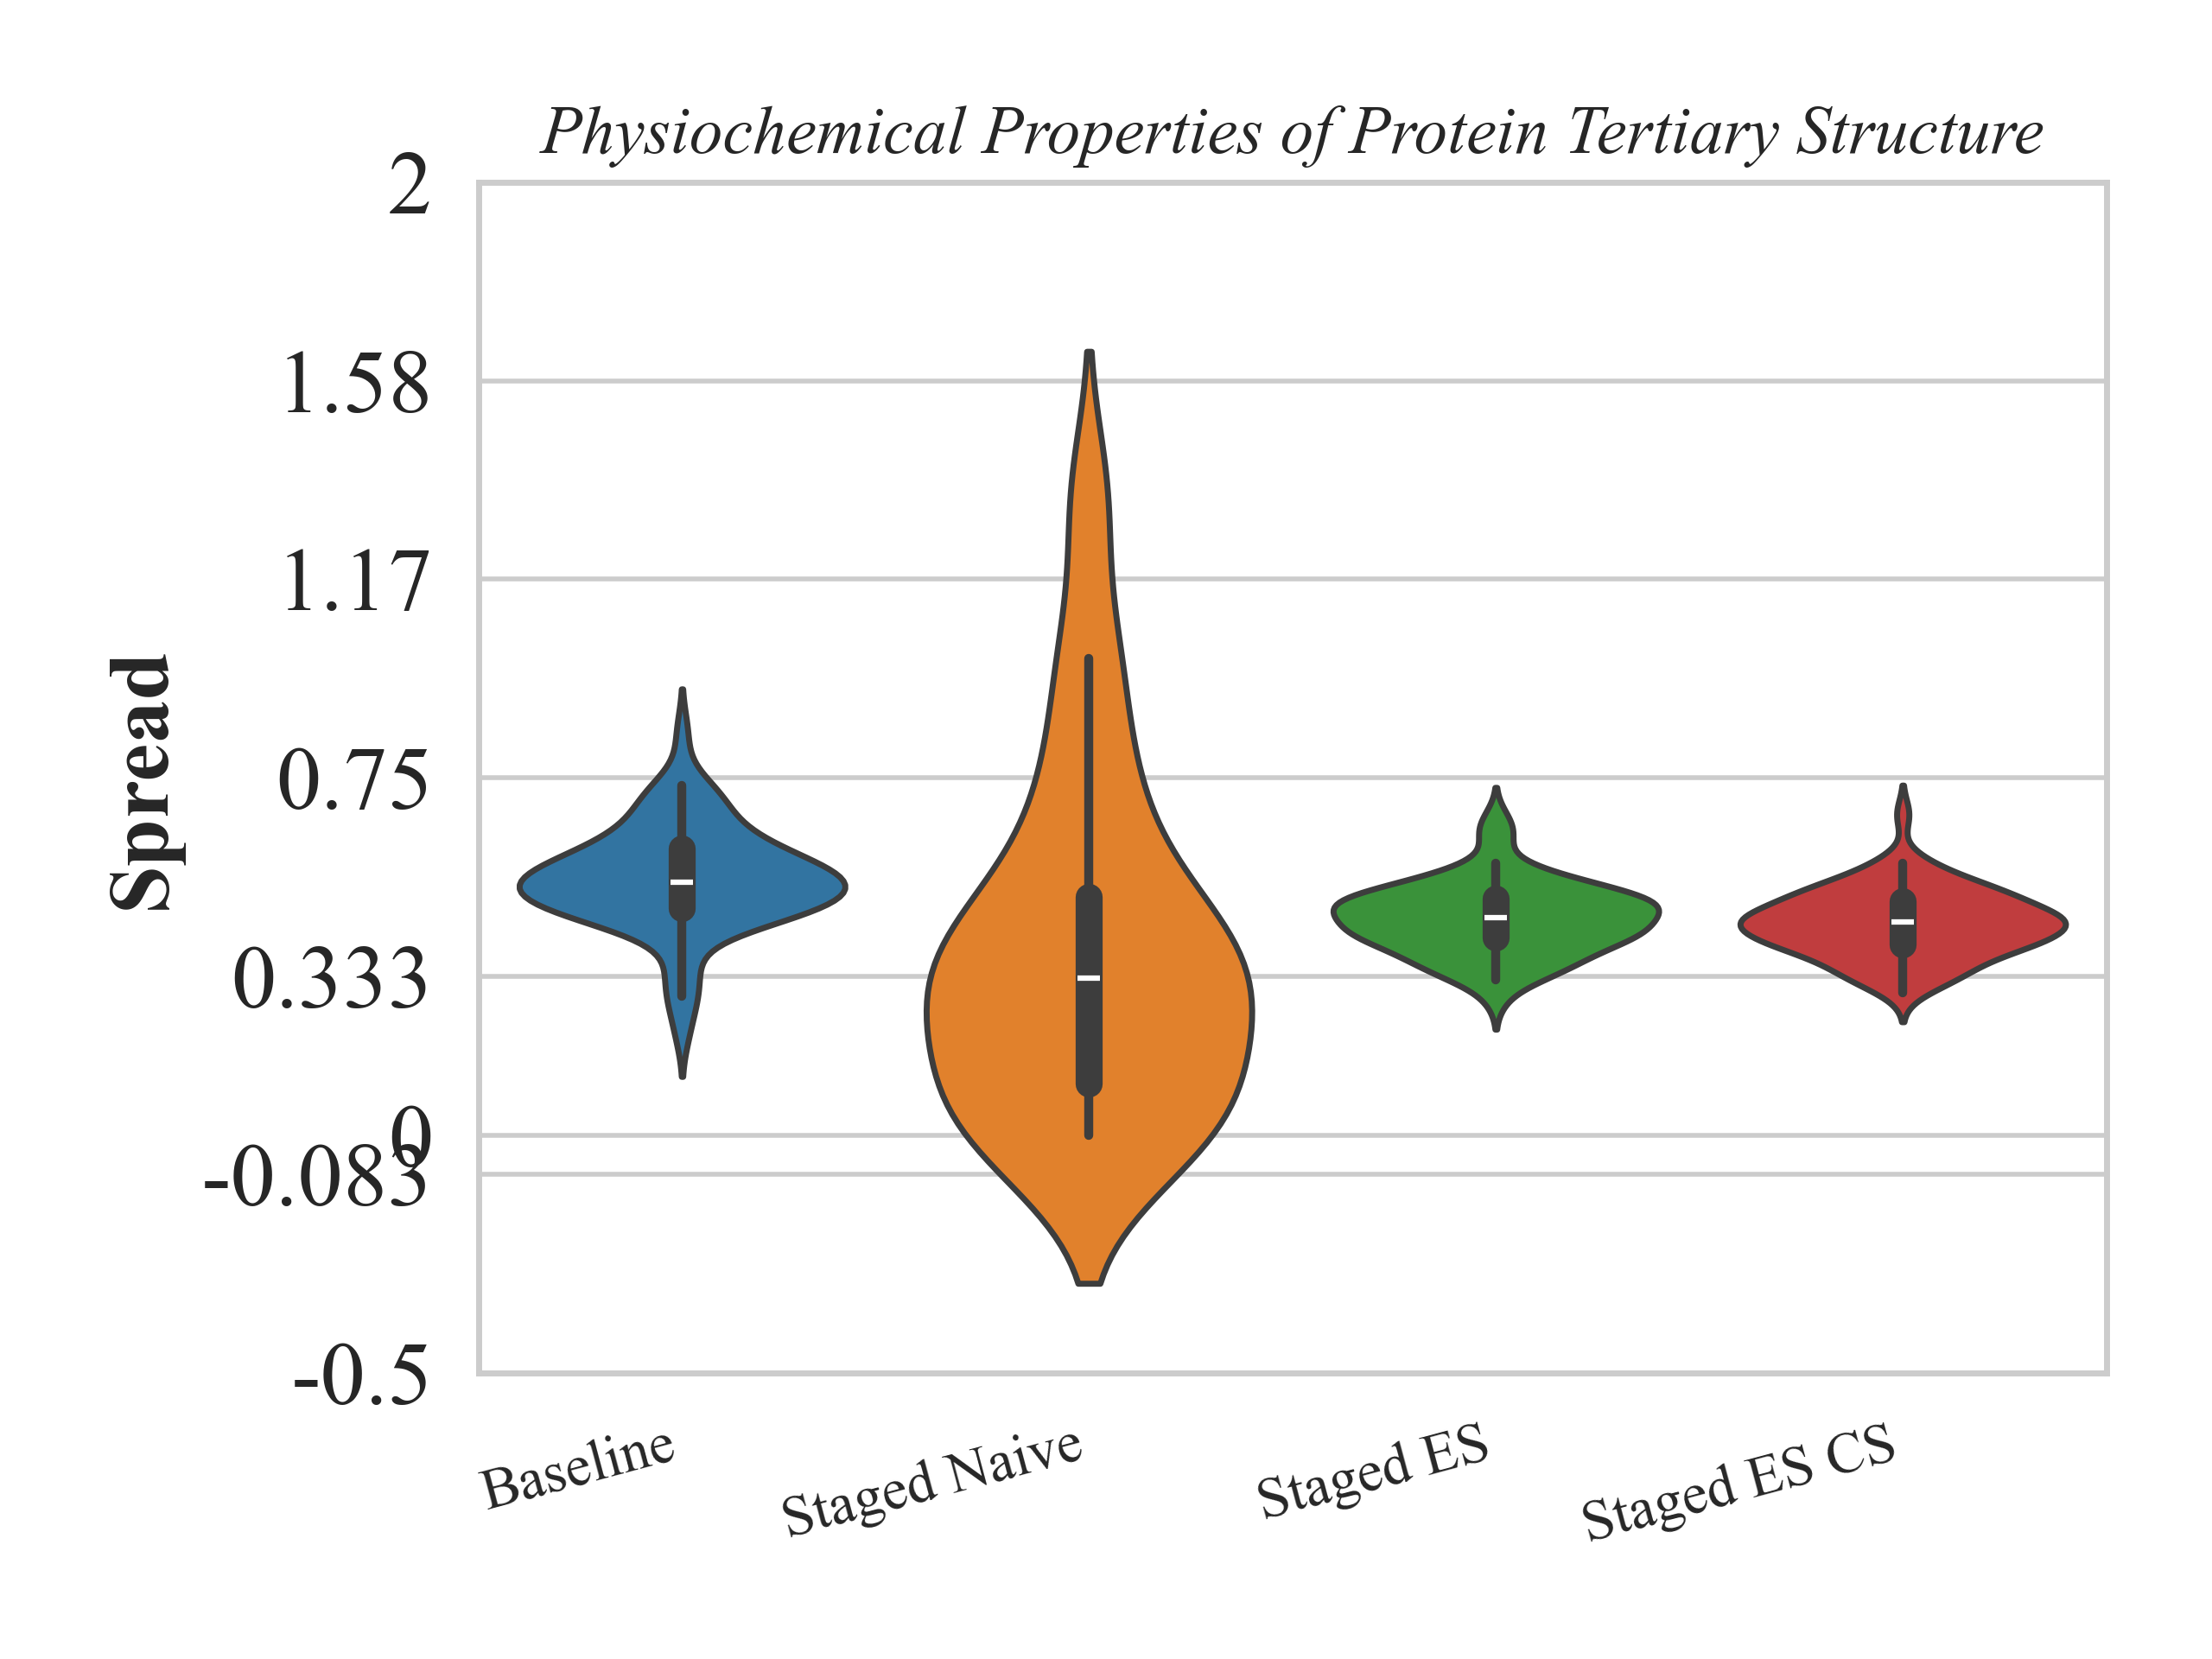 Physiochemical Properties of Protein Tertiary Structure
Spread
2
1.58
1.17
0.75
0.333
0
-0.083
-0.5
Baseline
Staged Naive
Staged ES
Staged ES CS